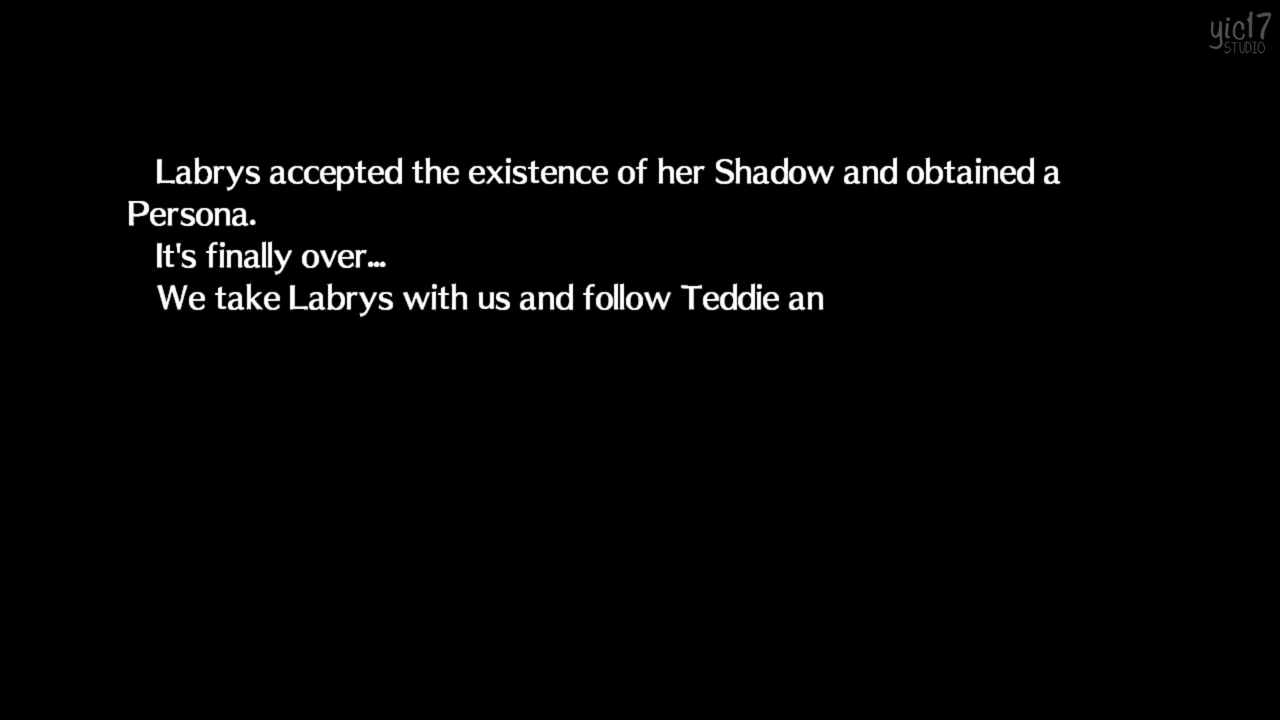 yic17
STUDIO
Labrys accepted the existence of her Shadow and obtained a
Persona.
It's finally over...
We take Labrys with us and follow Teddie an